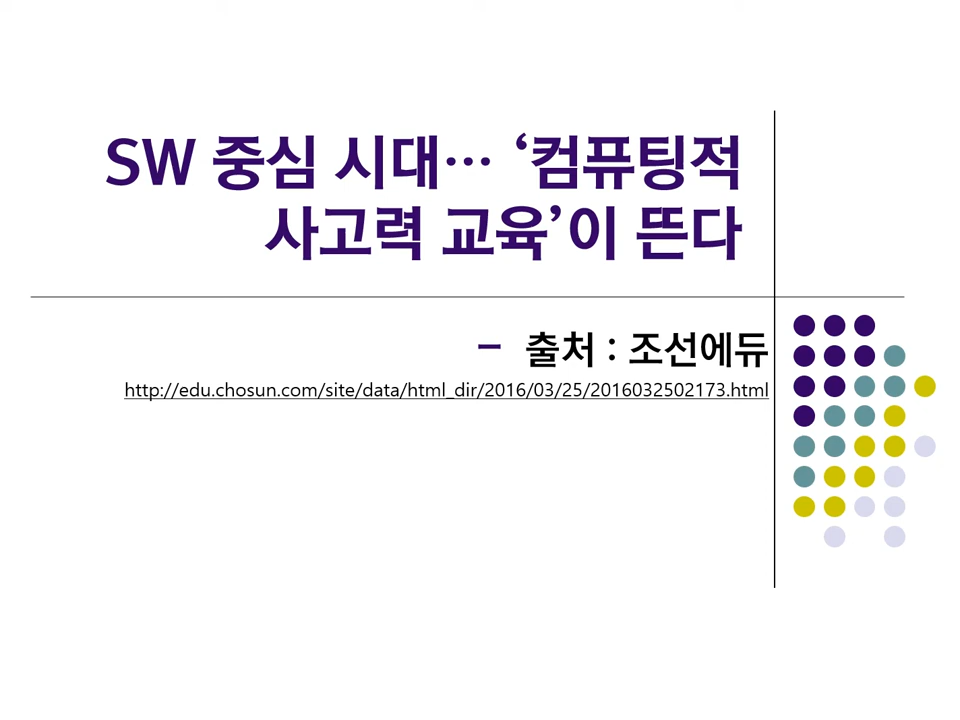 SW 중심 시대… ‘컴퓨팅적
사고력 교육’이 뜬다
– 출처 : 조선에듀
http://edu.chosun.com/site/data/html_dir/2016/03/25/2016032502173.html